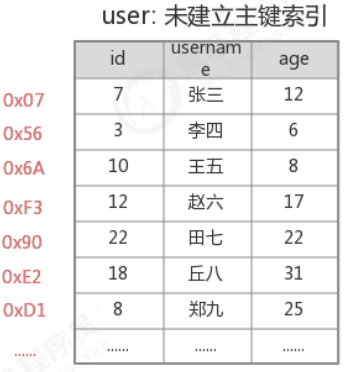 user: 未建立主键索引
id usernam age
e
0x07 7 张三 12
0x56 3 李四 6
0x6A 10 王五 8
0xF3 12 赵六 17
0x90 22 田七 22
0xE2 18 丘八 31
0xD1 8 郑九 25
...... ...... ...... ......